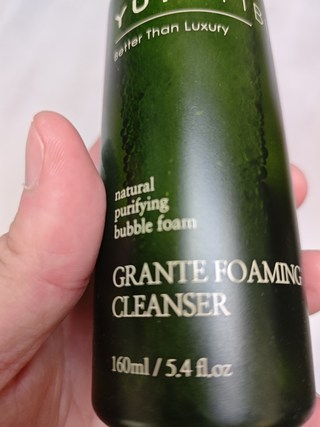 Better Than Luxury
natural
purifying
bubble foam
GRANTE FOAMING
CLEANSER
160ml / 5.4 fl.oz